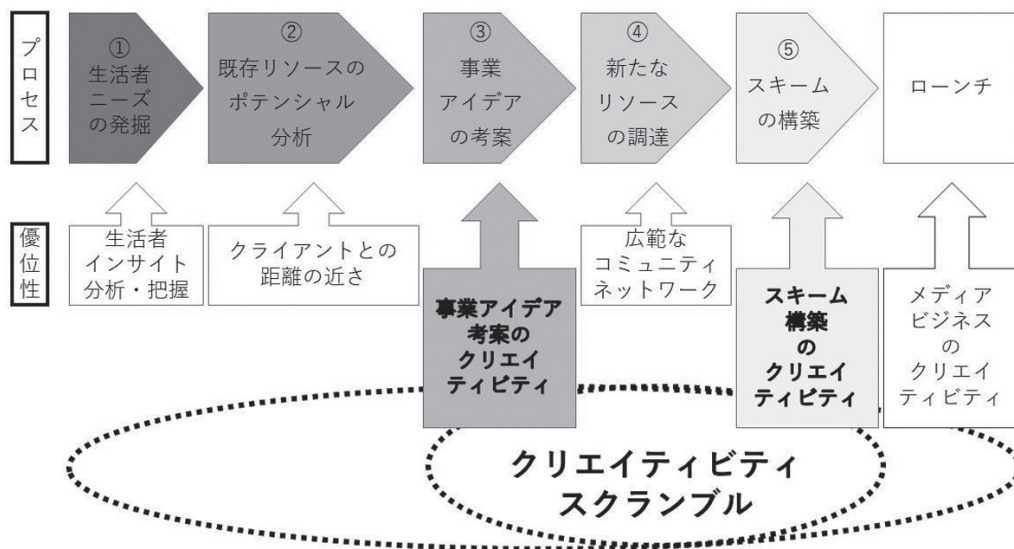 プロセス
①
生活者
ニーズ
の発掘
②
既存リソースの
ポテンシャル
分析
③
事業
アイデア
の考案
④
新たな
リソース
の調達
⑤
スキーム
の構築
ローンチ
優位性
生活者
インサイト
分析・把握
クライアントとの
距離の近さ
事業アイデア
考案の
クリエイ
ティビティ
広範な
コミュニティ
ネットワーク
スキーム
構築
の
クリエイ
ティビティ
メディア
ビジネス
の
クリエイ
ティビティ
クリエイティビティ
スクランブル